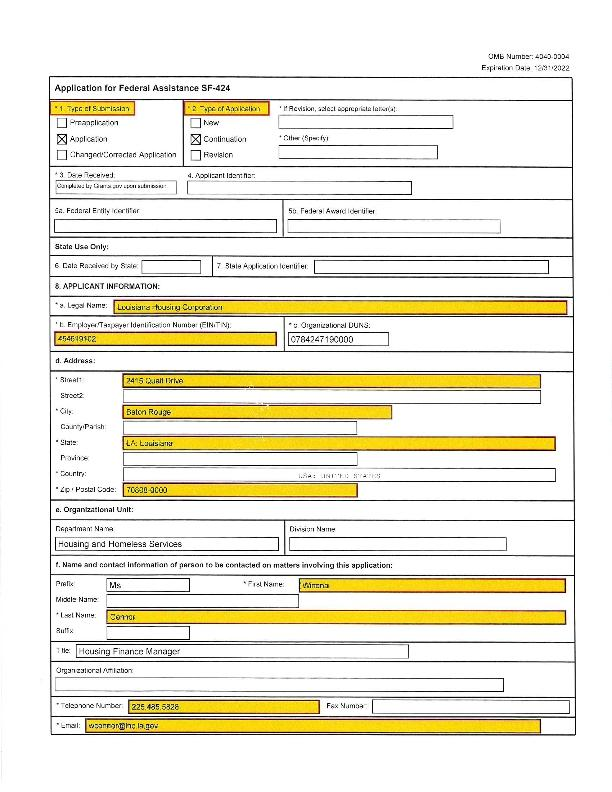 OMB Number: 4040-0004
Expiration Date: 12/31/2022
Application for Federal Assistance SF-424
* 1. Type of Submission
* 2. Type of Application
* If Revision, select appropriate letter(s):
Preapplication
New
Application
Continuation
* Other (Specify)
Changed/Corrected Application
Revision
* 3. Date Received:
4. Applicant Identifier:
Completed by Grants.gov upon submission
5a. Federal Entity Identifier:
5b. Federal Award Identifier:
State Use Only:
6. Date Received by State:
7. State Application Identifier:
8. APPLICANT INFORMATION:
* a. Legal Name: Louisiana Housing Corporation
* b. Employer/Taxpayer Identification Number (EIN/TIN):
* c. Organizational DUNS:
0784247190000
d. Address:
* Street1: 2415 Quail Drive
Street2:
* City: Baton Rouge
County/Parish:
* State: LA: Louisiana
Province:
* Country: USA: UNITED STATES
* Zip / Postal Code: 70808-0000
e. Organizational Unit:
Department Name:
Division Name:
Housing and Homeless Services
f. Name and contact information of person to be contacted on matters involving this application:
Prefix: Ms
* First Name: Winona
Middle Name:
* Last Name: Connor
Suffix:
Title: Housing Finance Manager
Organizational Affiliation:
* Telephone Number:
Fax Number:
* Email: wconnor@lhc.la.gov